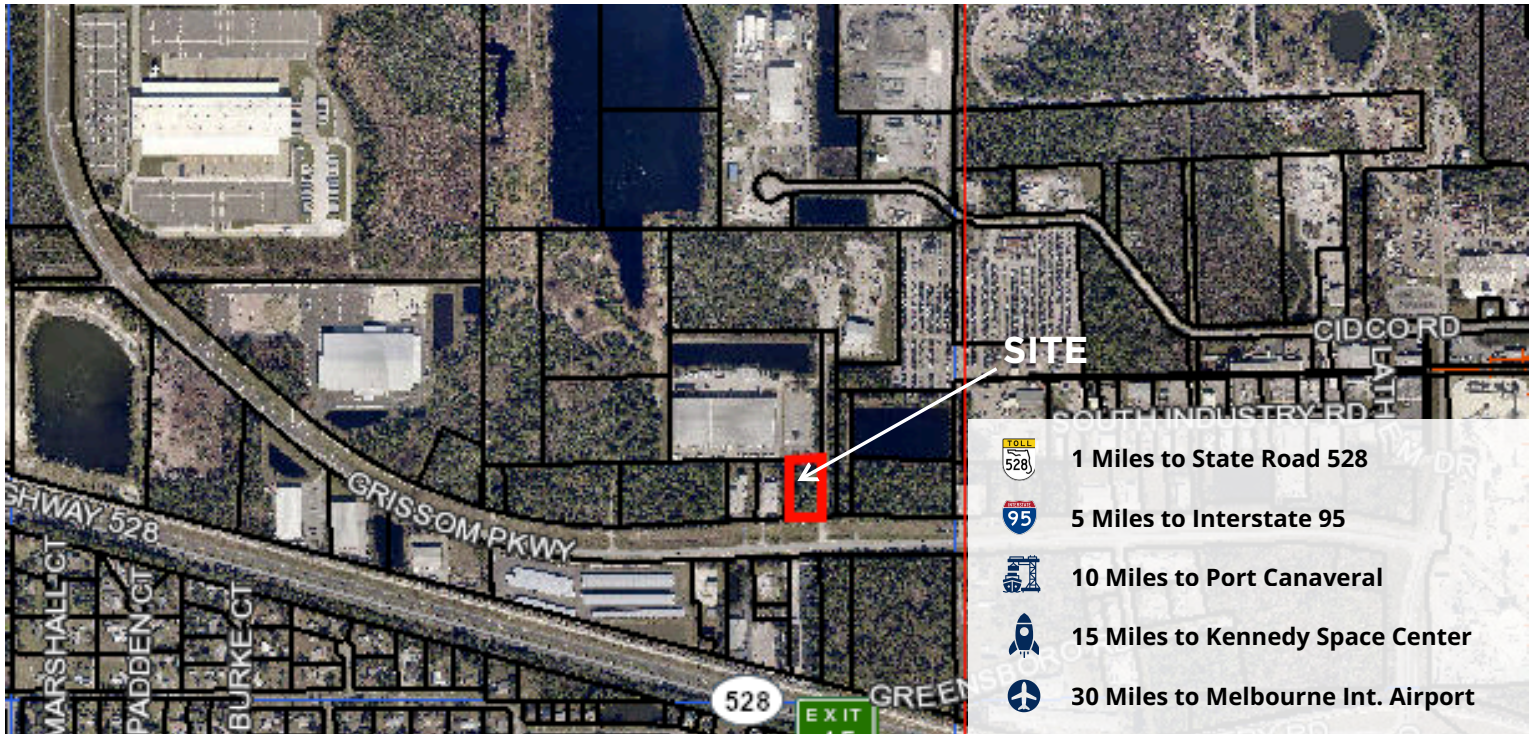 CIDCO RD
SITE
SOUTH INDUSTRY RD
GRISSOM PKWY
HWAY 528
MARSHALL CT
PADDEN CT
BURKE CT
528
EXIT
TOLL
528
1 Miles to State Road 528
INTERSTATE
95
5 Miles to Interstate 95
10 Miles to Port Canaveral
15 Miles to Kennedy Space Center
30 Miles to Melbourne Int. Airport
GREENSBORO